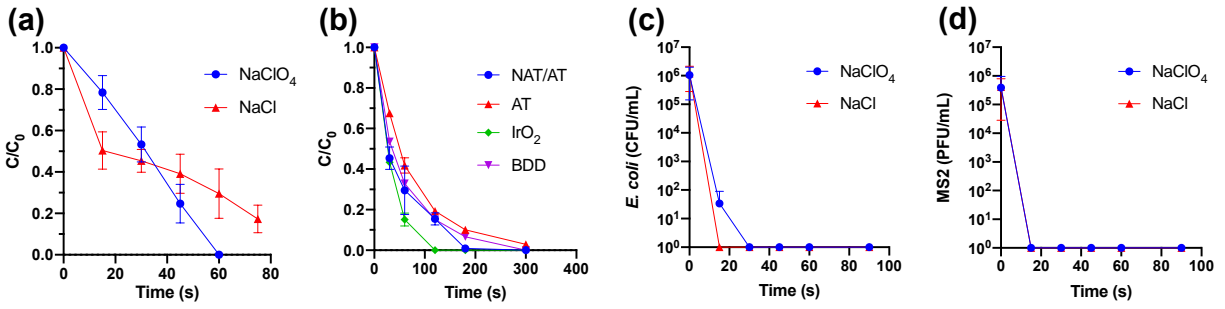 (a)
C/C0
1.0
0.8
0.6
0.4
0.2
0.0
0 20 40 60 80
Time (s)
NaClO4
NaCl
(b)
C/C0
1.0
0.8
0.6
0.4
0.2
0.0
0 100 200 300 400
Time (s)
NAT/AT
AT
IrO2
BDD
(c)
E. coli (CFU/mL)
10^7
10^6
10^5
10^4
10^3
10^2
10^1
10^0
0 20 40 60 80 100
Time (s)
NaClO4
NaCl
(d)
MS2 (PFU/mL)
10^7
10^6
10^5
10^4
10^3
10^2
10^1
10^0
0 20 40 60 80 100
Time (s)
NaClO4
NaCl